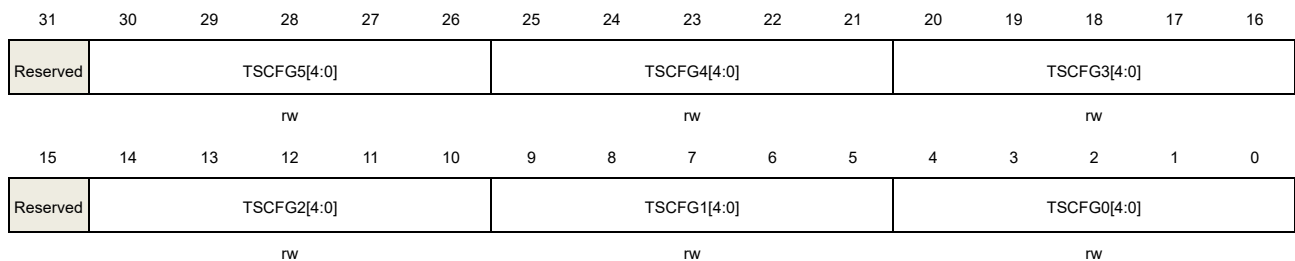 31 30 29 28 27 26 25 24 23 22 21 20 19 18 17 16
Reserved TSCFG5[4:0] TSCFG4[4:0] TSCFG3[4:0]
rw rw rw
15 14 13 12 11 10 9 8 7 6 5 4 3 2 1 0
Reserved TSCFG2[4:0] TSCFG1[4:0] TSCFG0[4:0]
rw rw rw